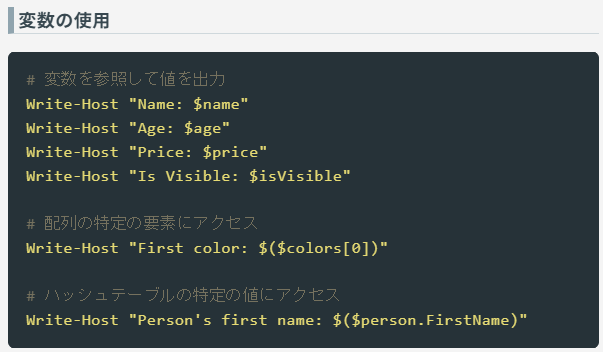 変数の使用
# 変数を参照して値を出力
Write-Host "Name: $name"
Write-Host "Age: $age"
Write-Host "Price: $price"
Write-Host "Is Visible: $isVisible"
# 配列の特定の要素にアクセス
Write-Host "First color: $($colors[0])"
# ハッシュテーブルの特定の値にアクセス
Write-Host "Person's first name: $($person.FirstName)"